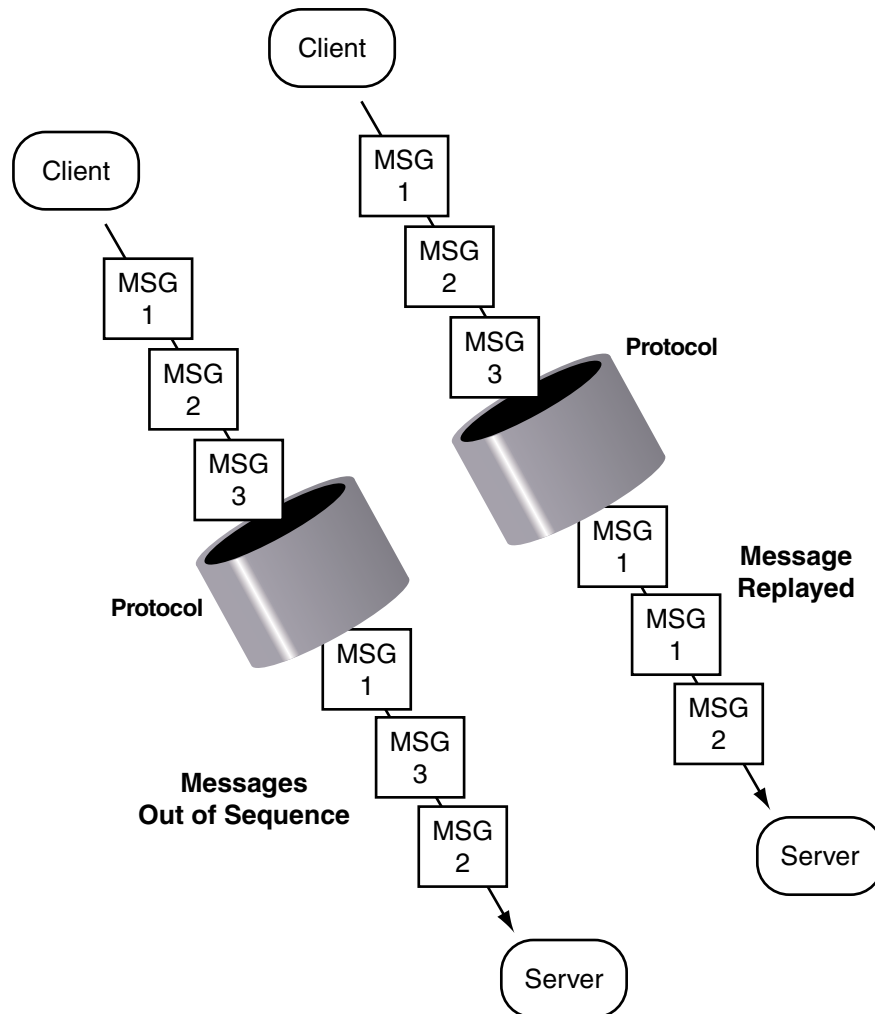 Client
MSG
1
MSG
2
MSG
3
Protocol
MSG
1
MSG
3
MSG
2
Messages
Out of Sequence
Server
Client
MSG
1
MSG
2
MSG
3
Protocol
MSG
1
MSG
1
MSG
2
Message
Replayed
Server